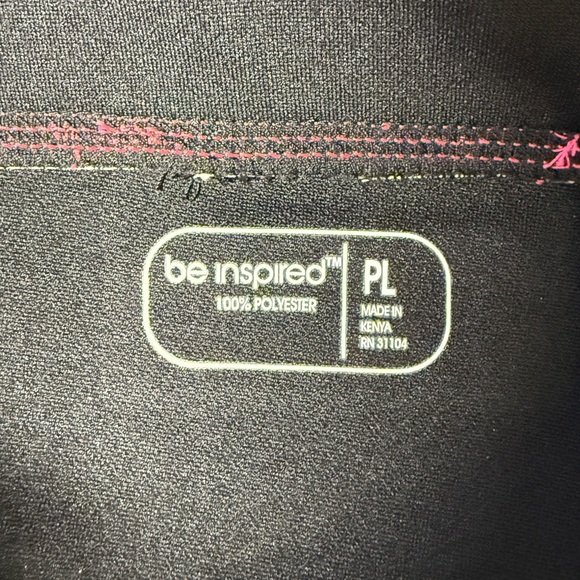 be inspired™
100% POLYESTER
PL
MADE IN
KENYA
RN 31104